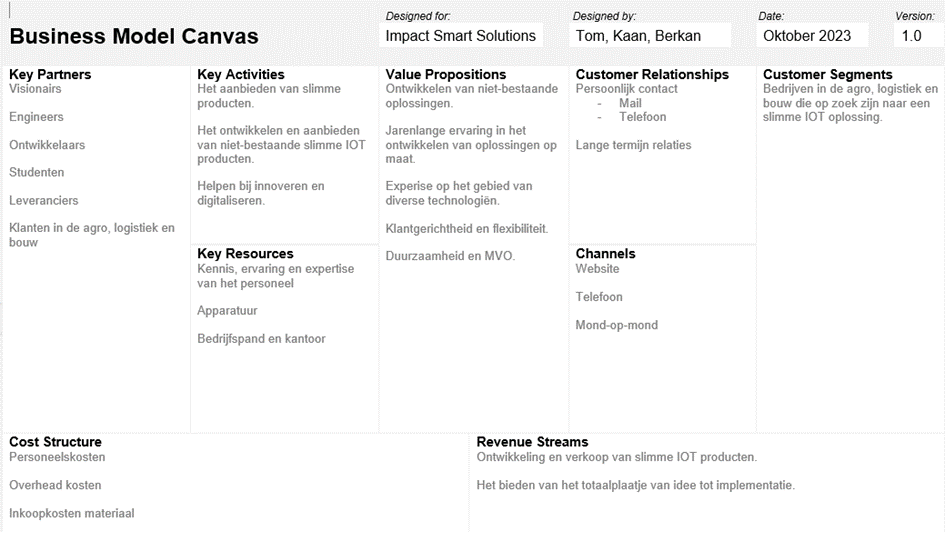 Business Model Canvas
Designed for:
Impact Smart Solutions
Designed by:
Tom, Kaan, Berkan
Date:
Oktober 2023
Version:
1.0
Key Partners
Visionairs
Engineers
Ontwikkelaars
Studenten
Leveranciers
Klanten in de agro, logistiek en
bouw
Key Activities
Het aanbieden van slimme
producten.
Het ontwikkelen en aanbieden
van niet-bestaande slimme IOT
producten.
Helpen bij innoveren en
digitaliseren.
Key Resources
Kennis, ervaring en expertise
van het personeel
Apparatuur
Bedrijfspand en kantoor
Value Propositions
Ontwikkelen van niet-bestaande
oplossingen.
Jarenlange ervaring in het
ontwikkelen van oplossingen op
maat.
Experise op het gebied van
diverse technologiën.
Klantgerichtheid en flexibiliteit.
Duurzaamheid en MVO.
Customer Relationships
Persoonlijk contact
- Mail
- Telefoon
Lange termijn relaties
Channels
Website
Telefoon
Mond-op-mond
Customer Segments
Bedrijven in de agro, logistiek en
bouw die op zoek zijn naar een
slimme IOT oplossing.
Cost Structure
Personeelskosten
Overhead kosten
Inkoopkosten materiaal
Revenue Streams
Ontwikkeling en verkoop van slimme IOT producten.
Het bieden van het totaalplaatje van idee tot implementatie.